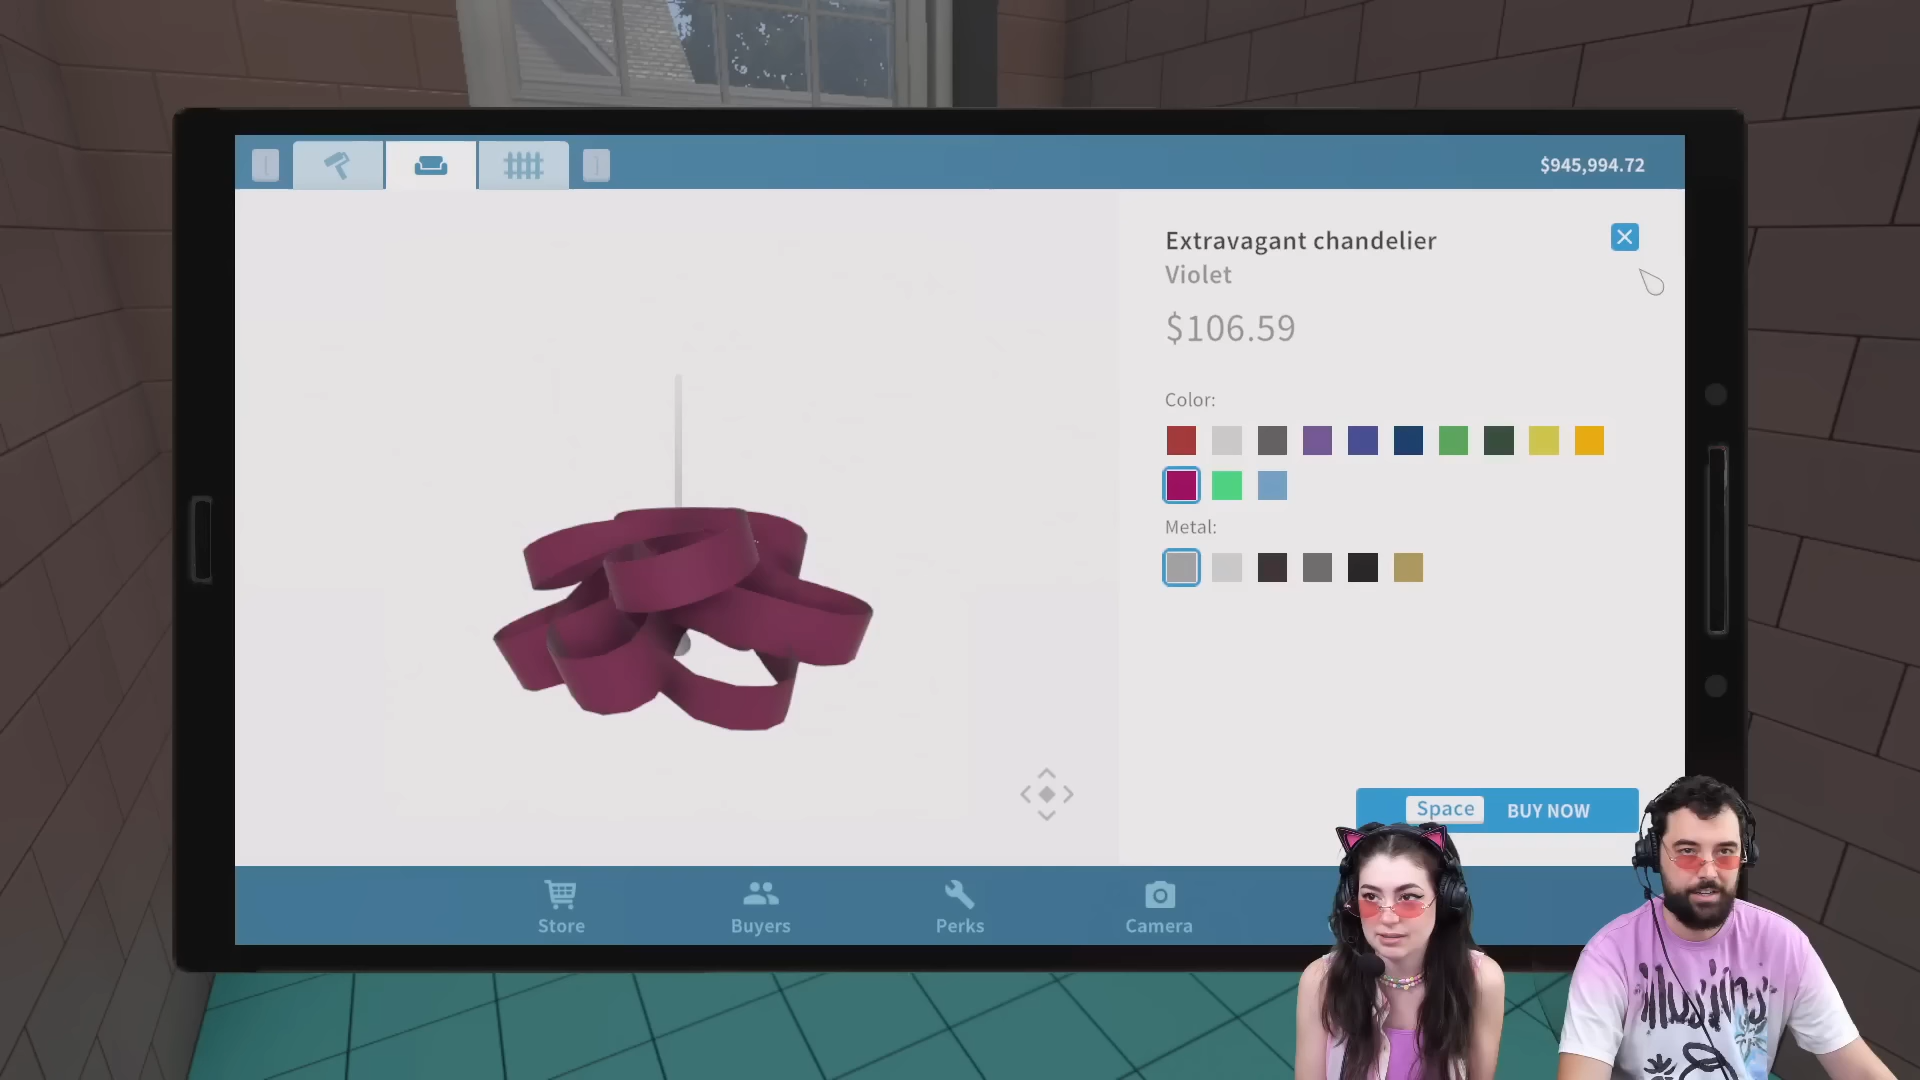 $945,994.72
Extravagant chandelier
Violet
$106.59
Color:
Metal:
Space BUY NOW
Store
Buyers
Perks
Camera